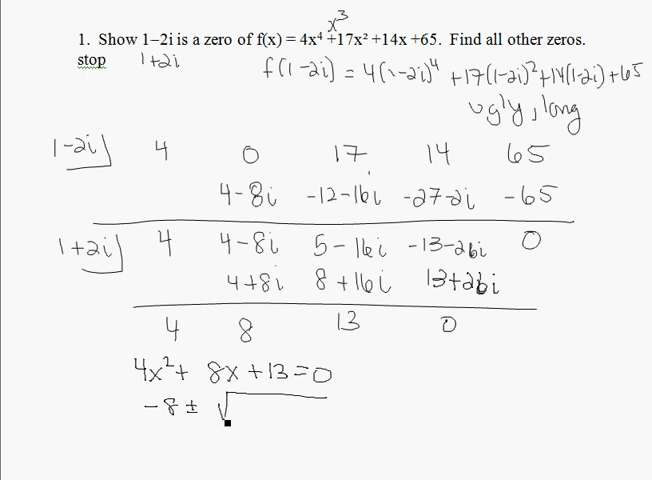 x³
1. Show 1–2i is a zero of f(x) = 4x⁴ +17x² +14x +65. Find all other zeros.
stop 1+2i f(1-2i) = 4(1-2i)⁴ +17(1-2i)²+14(1-2i)+65
ugly, long
1-2i 4 0 17 14 65
4-8i -12-16i -27-2i -65
1+2i 4 4-8i 5-16i -13-26i 0
4+8i 8+16i 13+26i
4 8 13 0
4x²+ 8x+13=0
-8 ± √